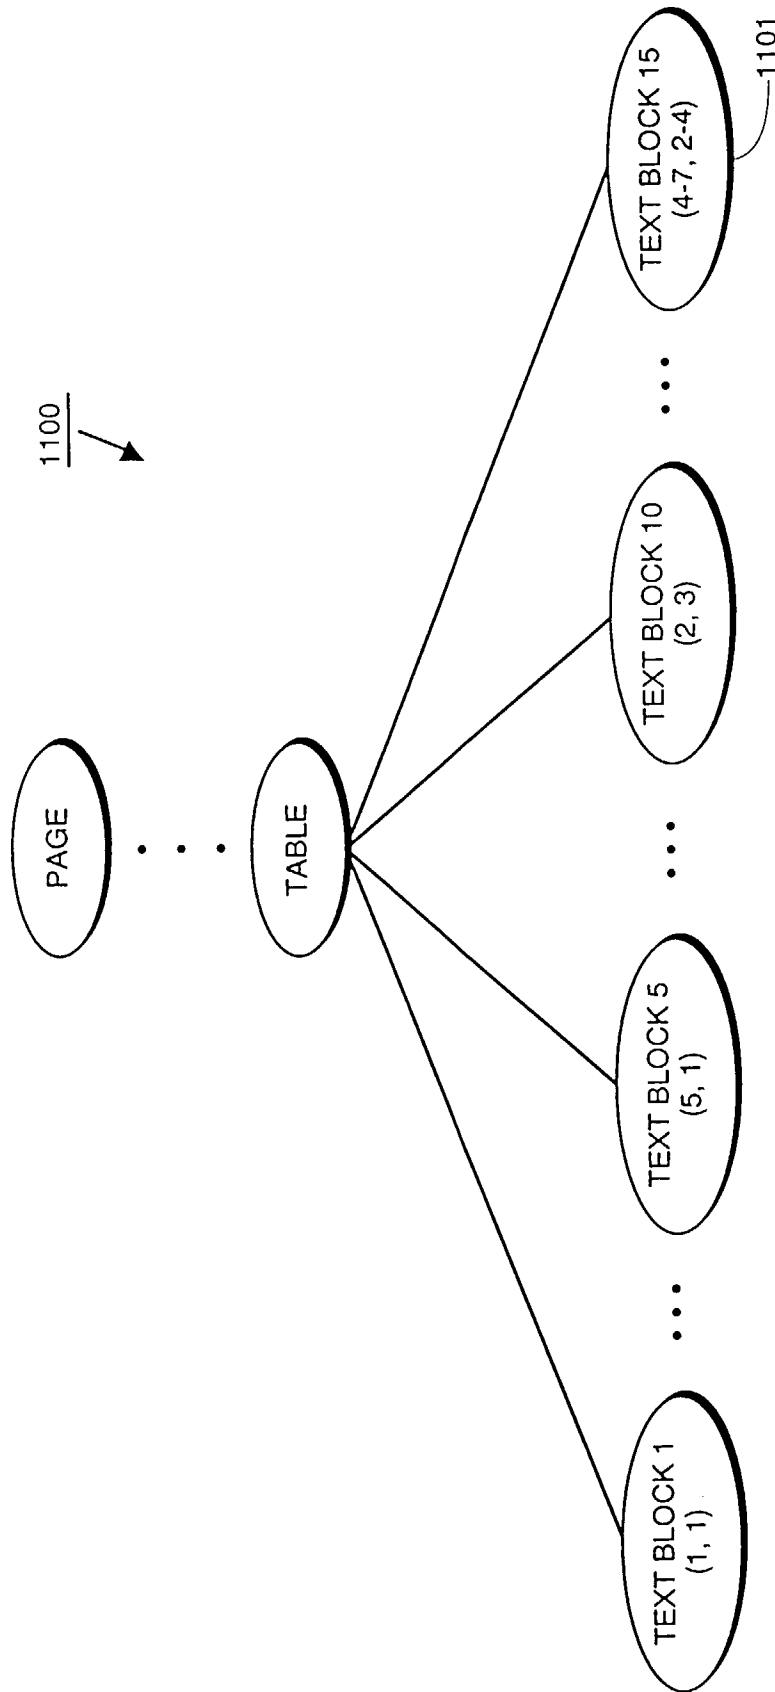 1100
PAGE
TABLE
TEXT BLOCK 1
(1, 1)
TEXT BLOCK 5
(5, 1)
TEXT BLOCK 10
(2, 3)
TEXT BLOCK 15
(4-7, 2-4)
1101